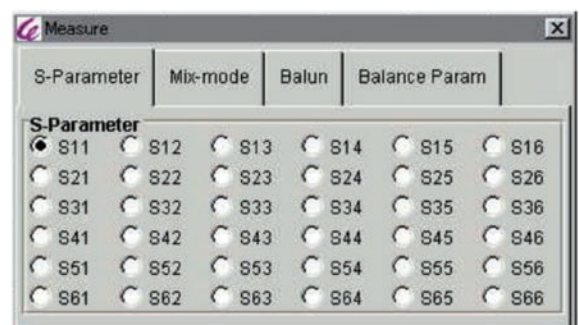 Measure
S-Parameter Mix-mode Balun Balance Param
S-Parameter
S11 S12 S13 S14 S15 S16
S21 S22 S23 S24 S25 S26
S31 S32 S33 S34 S35 S36
S41 S42 S43 S44 S45 S46
S51 S52 S53 S54 S55 S56
S61 S62 S63 S64 S65 S66